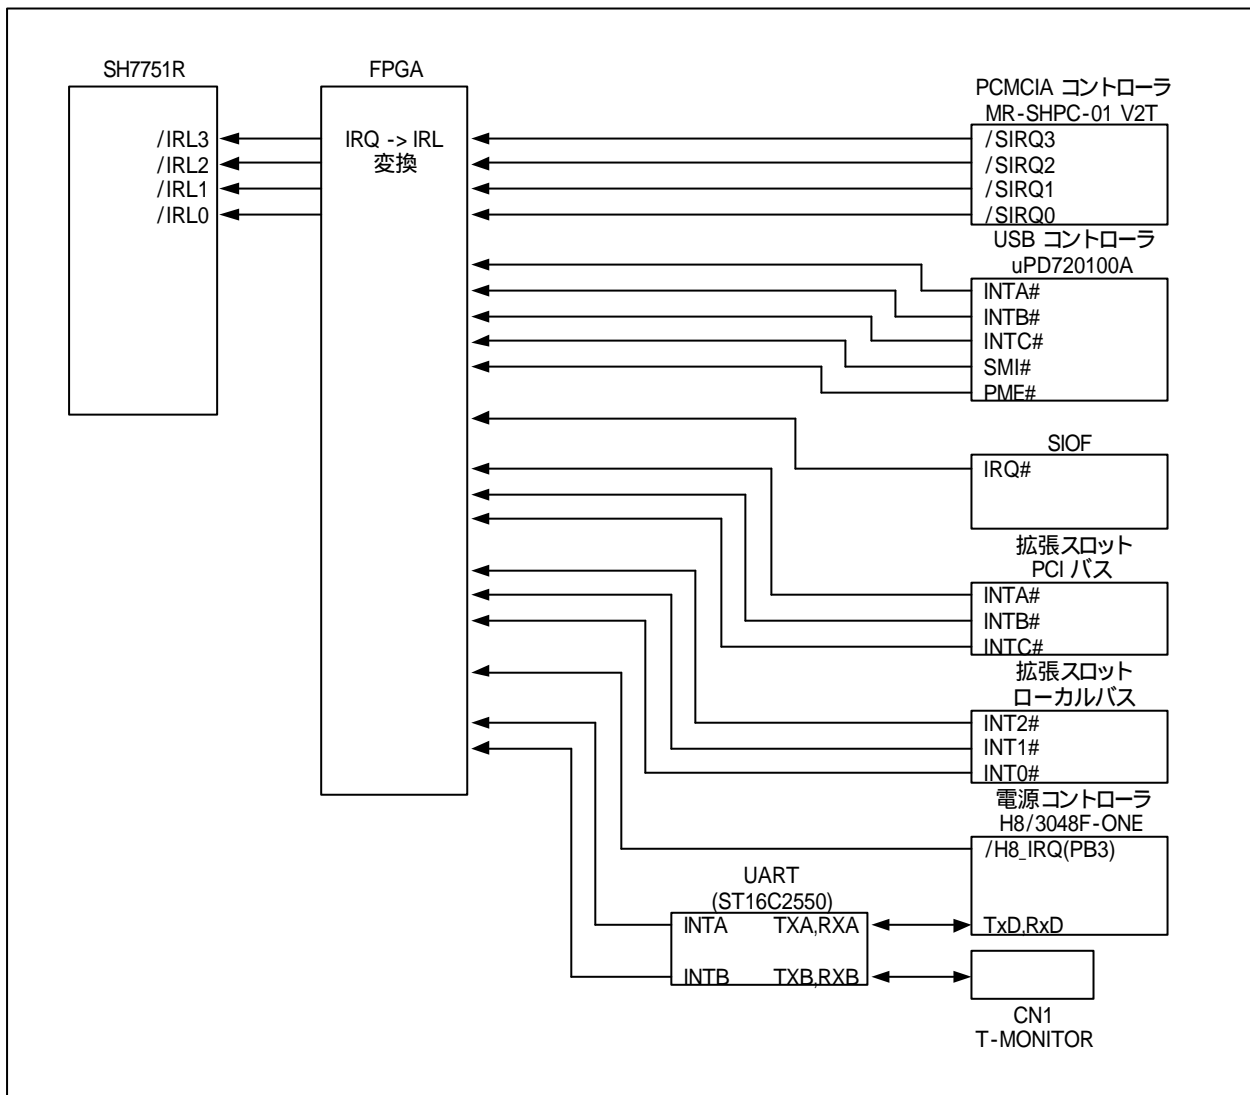 SH7751R
/IRL3
/IRL2
/IRL1
/IRL0
FPGA
IRQ -> IRL
変換
PCMCIA コントローラ
MR-SHPC-01 V2T
/SIRQ3
/SIRQ2
/SIRQ1
/SIRQ0
USB コントローラ
uPD720100A
INTA#
INTB#
INTC#
SMI#
PME#
SIOF
IRQ#
拡張スロット
PCI バス
INTA#
INTB#
INTC#
拡張スロット
ローカルバス
INT2#
INT1#
INT0#
電源コントローラ
H8/3048F-ONE
/H8_IRQ(PB3)
TxD,RxD
UART
(ST16C2550)
INTA TXA,RXA
INTB TXB,RXB
CN1
T-MONITOR